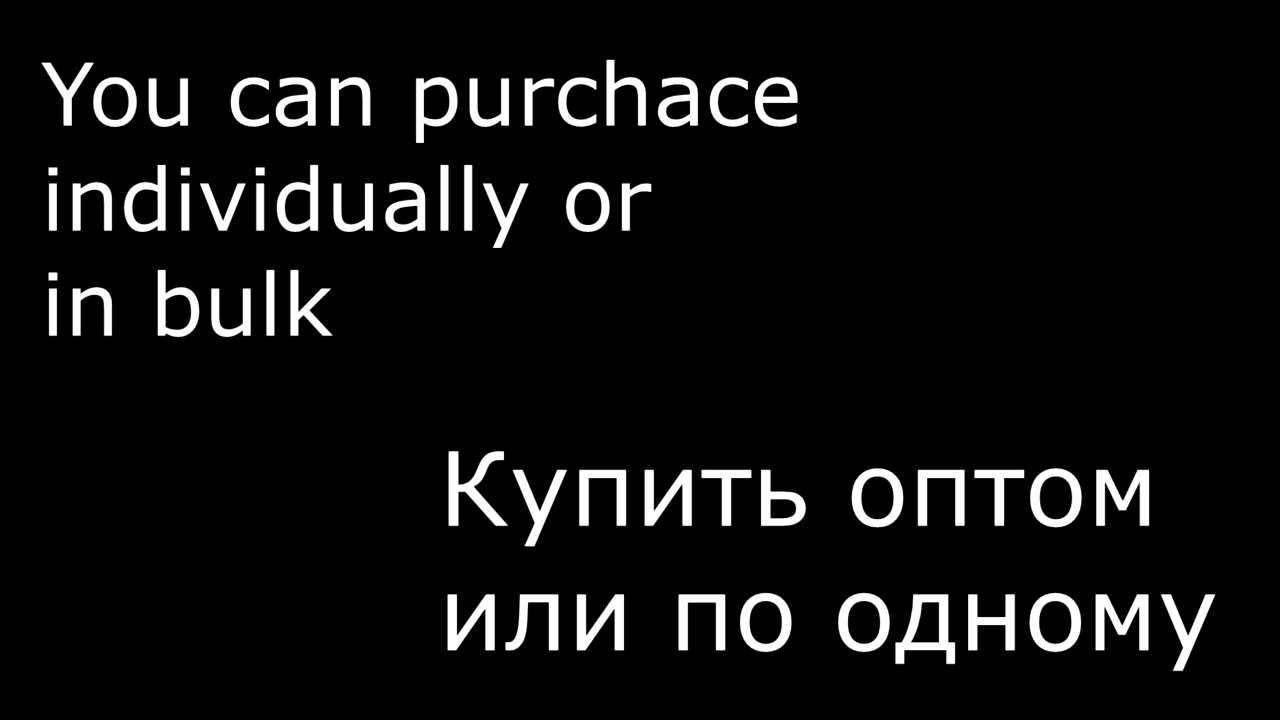 You can purchace
individually or
in bulk
Купить оптом
или по одному